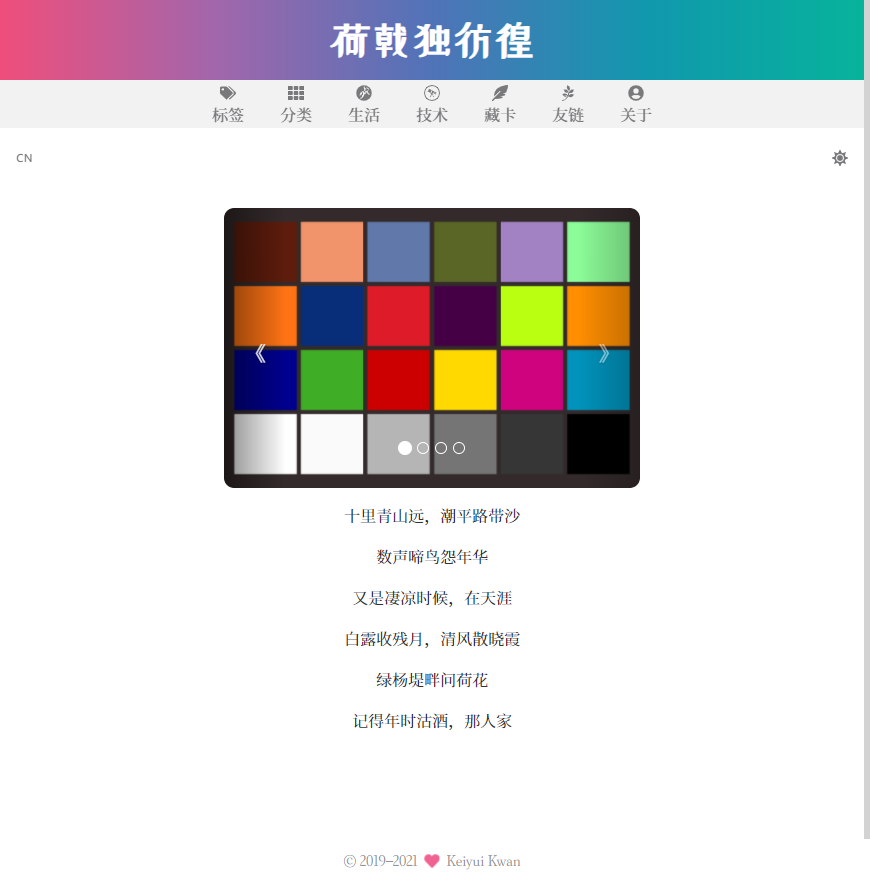 荷戟独彷徨
标签 分类 生活 技术 藏卡 友链 关于
CN
《 》
十里青山远，潮平路带沙
数声啼鸟怨年华
又是凄凉时候，在天涯
白露收残月，清风散晓霞
绿杨堤畔问荷花
记得年时沽酒，那人家
© 2019–2021 Keiyui Kwan